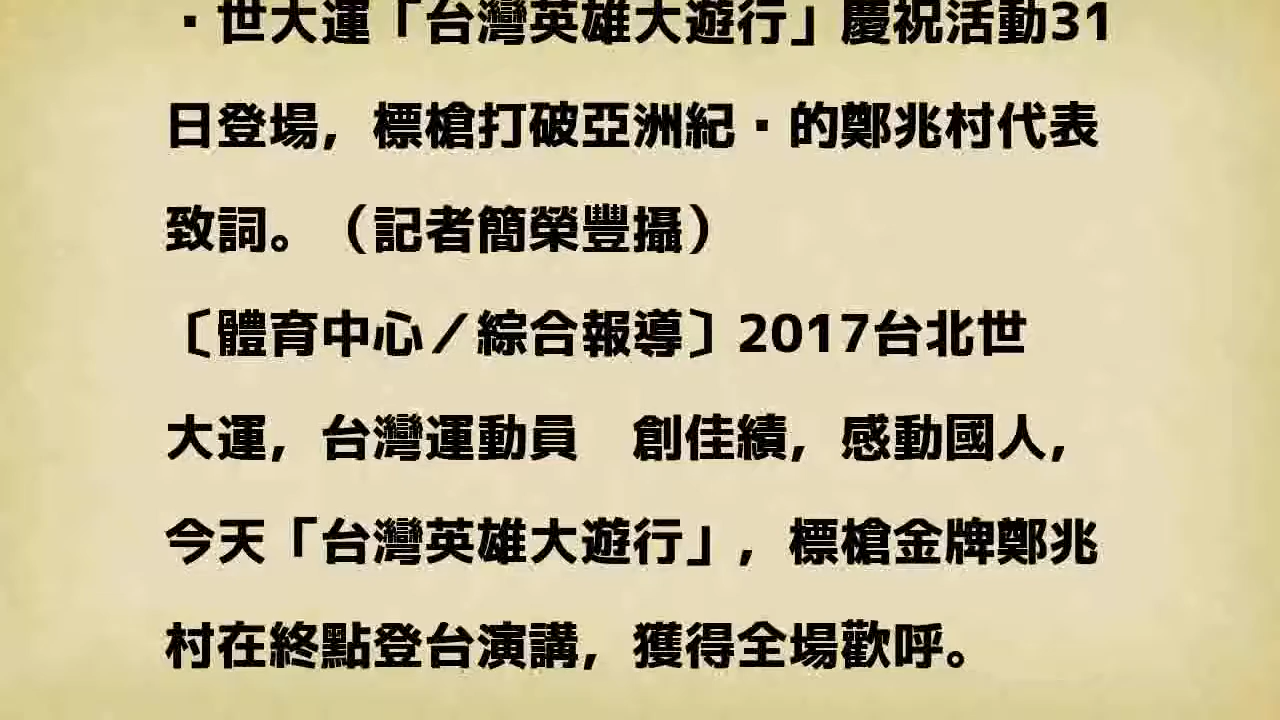 ▪世大運「台灣英雄大遊行」慶祝活動31
日登場，標槍打破亞洲紀▪的鄭兆村代表
致詞。（記者簡榮豐攝）
〔體育中心／綜合報導〕2017台北世
大運，台灣運動員　創佳績，感動國人，
今天「台灣英雄大遊行」，標槍金牌鄭兆
村在終點登台演講，獲得全場歡呼。